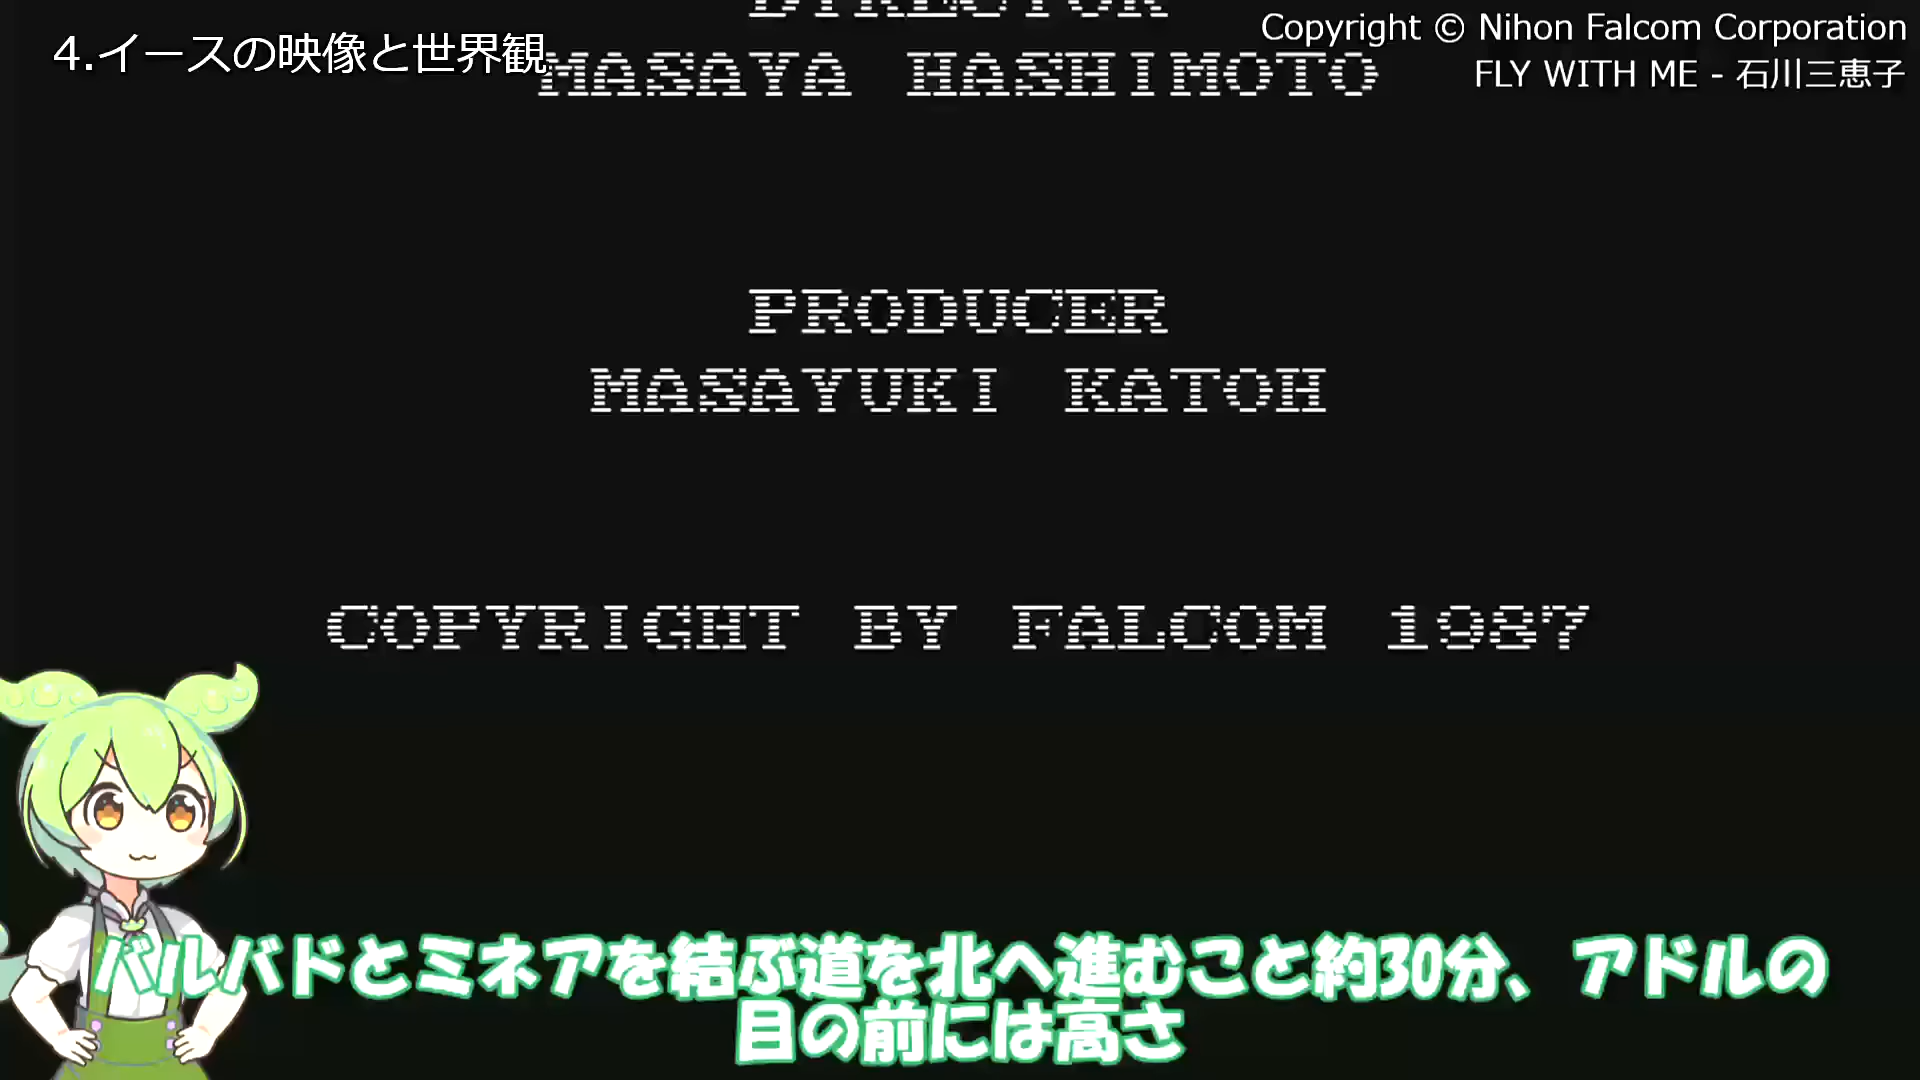 4.イースの映像と世界観
Copyright © Nihon Falcom Corporation
FLY WITH ME - 石川三恵子
DIRECTOR
MASAYA HASHIMOTO
PRODUCER
MASAYUKI KATOH
COPYRIGHT BY FALCOM 1987
バルバドとミネアを結ぶ道を北へ進むこと約30分、アドルの
目の前には高さ